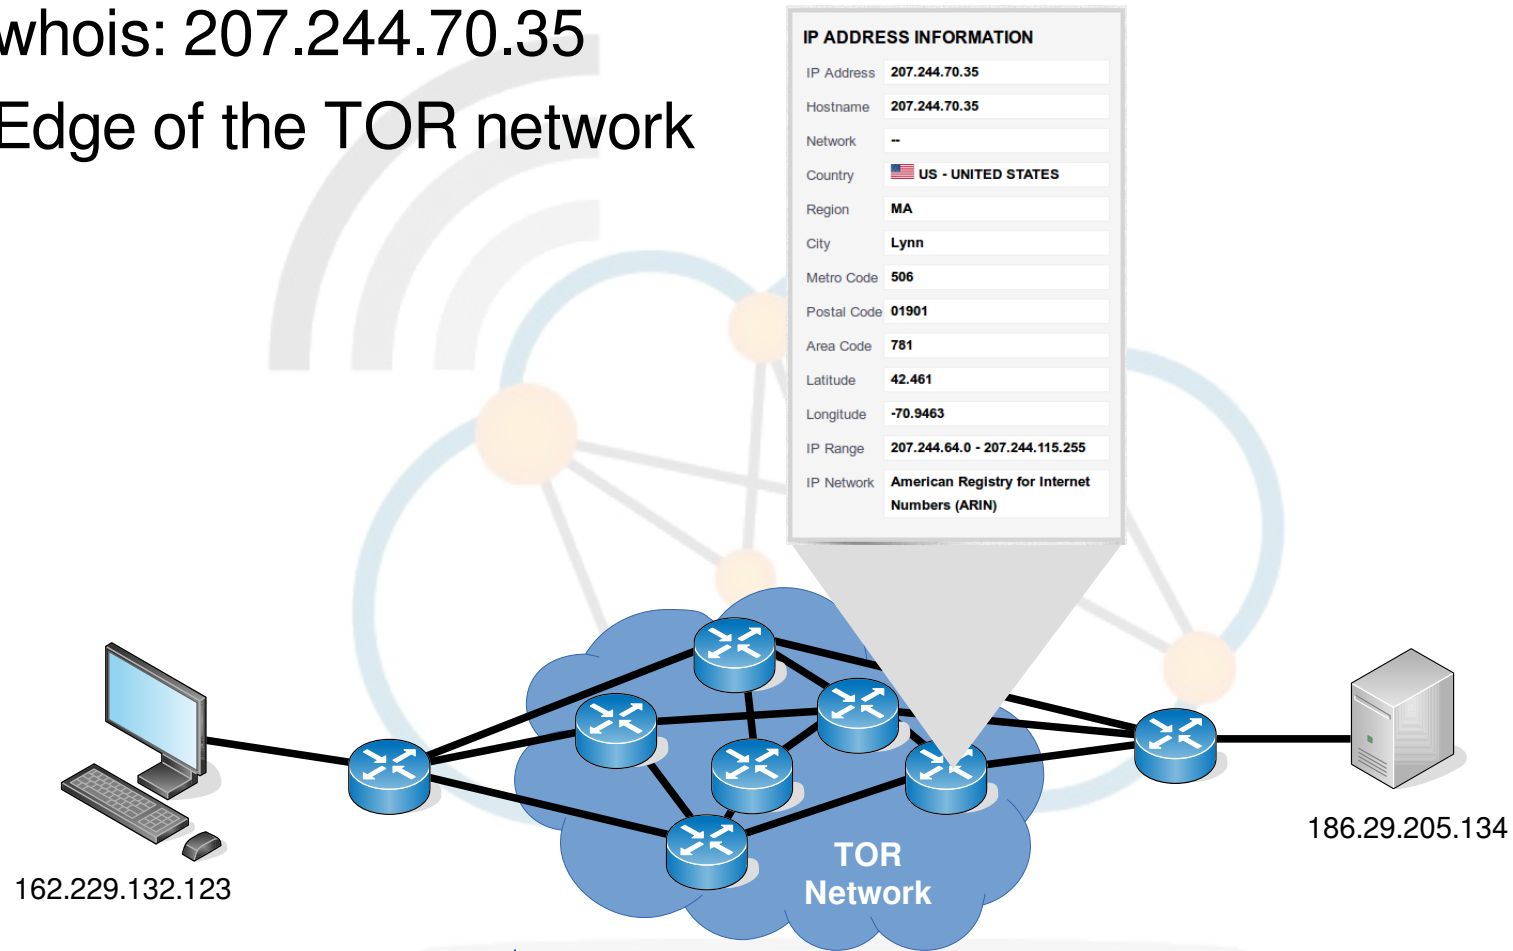 whois: 207.244.70.35
Edge of the TOR network
IP ADDRESS INFORMATION
IP Address 207.244.70.35
Hostname 207.244.70.35
Network --
Country US - UNITED STATES
Region MA
City Lynn
Metro Code 506
Postal Code 01901
Area Code 781
Latitude 42.461
Longitude -70.9463
IP Range 207.244.64.0 - 207.244.115.255
IP Network American Registry for Internet
Numbers (ARIN)
186.29.205.134
TOR
Network
162.229.132.123